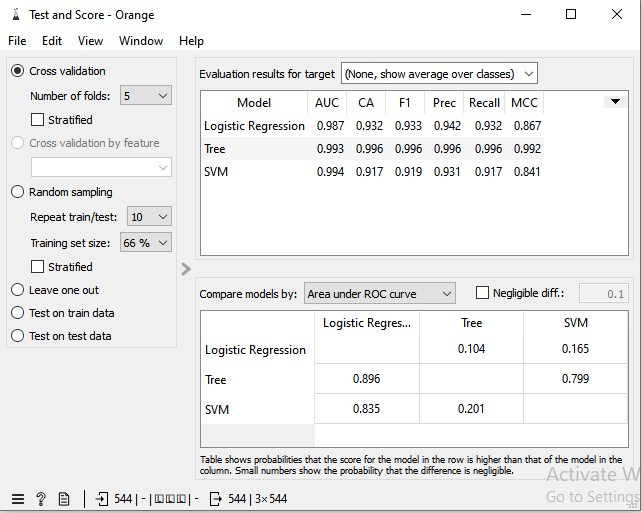 Test and Score - Orange
File Edit View Window Help
Cross validation
Number of folds: 5
Stratified
Cross validation by feature
Random sampling
Repeat train/test: 10
Training set size: 66 %
Stratified
Leave one out
Test on train data
Test on test data
Evaluation results for target (None, show average over classes)
Model AUC CA F1 Prec Recall MCC
Logistic Regression 0.987 0.932 0.933 0.942 0.932 0.867
Tree 0.993 0.996 0.996 0.996 0.996 0.992
SVM 0.994 0.917 0.919 0.931 0.917 0.841
Compare models by: Area under ROC curve Negligible diff.: 0.1
Logistic Regres... Tree SVM
Logistic Regression 0.104 0.165
Tree 0.896 0.799
SVM 0.835 0.201
Table shows probabilities that the score for the model in the row is higher than that of the model in the
column. Small numbers show the probability that the difference is negligible.
Activate W
Go to Settings
? 544 | - | - 544 | 3×544